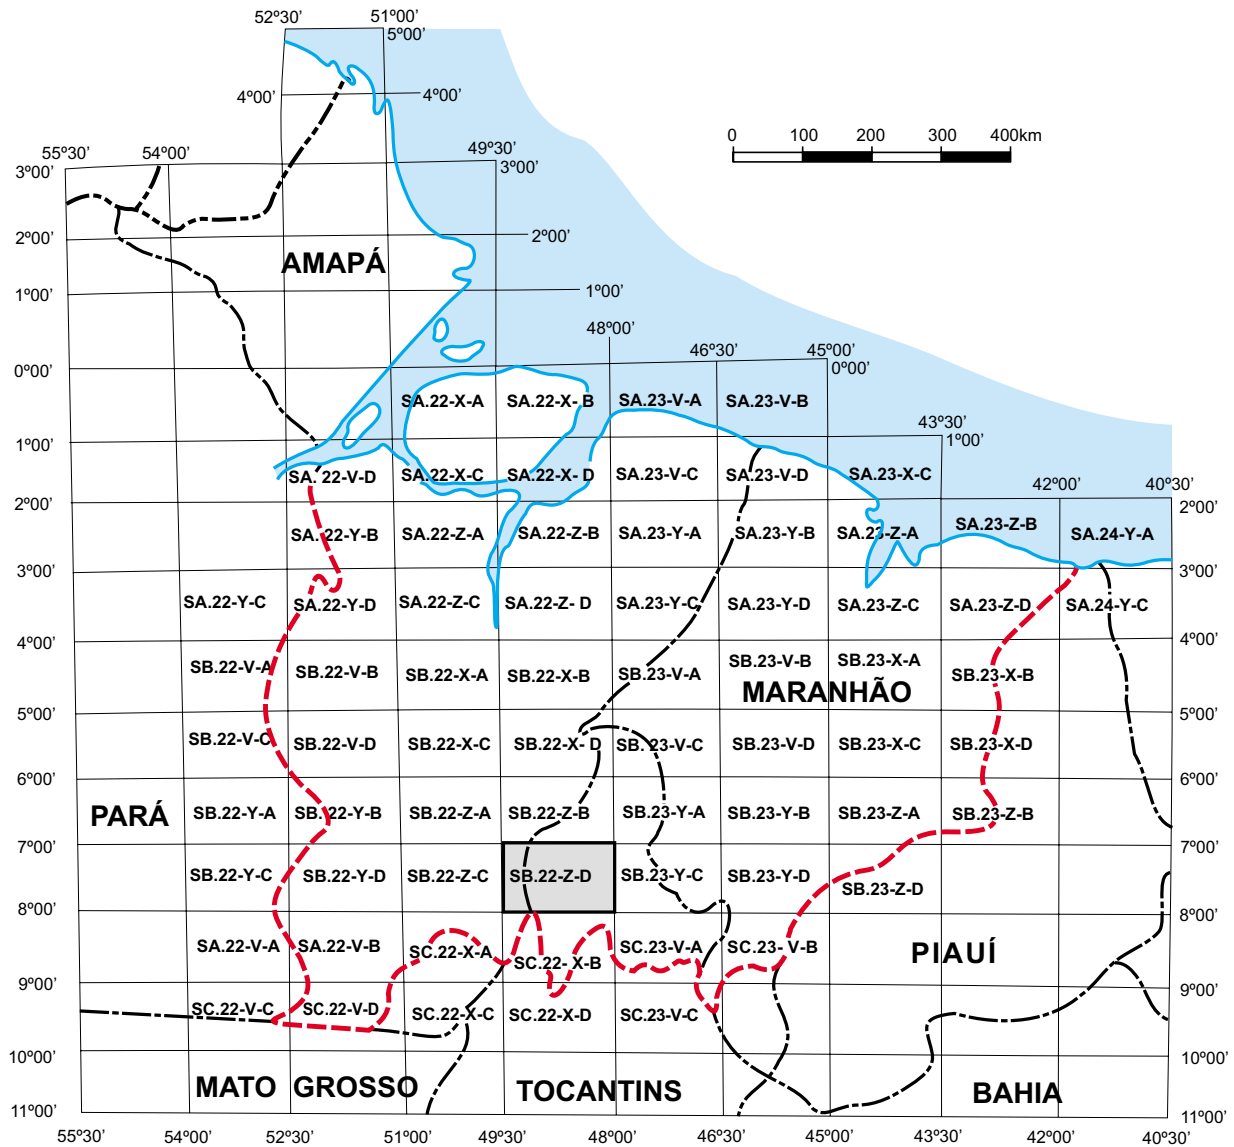 52º30’ 51º00’
5º00’
4º00’ 4º00’
0 100 200 300 400km
55º30’ 54º00’ 49º30’
3º00’ 3º00’
2º00’ 2º00’
AMAPÁ
1º00’ 1º00’
48º00’
46º30’ 45º00’
0º00’ 0º00’
SA.22-X-A SA.22-X- B SA.23-V-A SA.23-V-B
43º30’
1º00’ 1º00’
SA. 22-V-D SA.22-X-C SA.22-X- D SA.23-V-C SA.23-V-D SA.23-X-C
42º00’ 40º30’
2º00’ 2º00’
SA.22-Y-B SA.22-Z-A SA.22-Z-B SA.23-Y-A SA.23-Y-B SA.23-Z-A SA.23-Z-B SA.24-Y-A
3º00’ 3º00’
SA.22-Y-C SA.22-Y-D SA.22-Z-C SA.22-Z- D SA.23-Y-C SA.23-Y-D SA.23-Z-C SA.23-Z-D SA.24-Y-C
4º00’ 4º00’
SB.22-V-A SB.22-V-B SB.22-X-A SB.22-X-B SB.23-V-A SB.23-V-B SB.23-X-A SB.23-X-B
MARANHÃO
5º00’ 5º00’
SB.22-V-C SB.22-V-D SB.22-X-C SB.22-X- D SB.23-V-C SB.23-V-D SB.23-X-C SB.23-X-D
6º00’ 6º00’
PARÁ SB.22-Y-A SB.22-Y-B SB.22-Z-A SB.22-Z-B SB.23-Y-A SB.23-Y-B SB.23-Z-A SB.23-Z-B
7º00’ 7º00’
SB.22-Y-C SB.22-Y-D SB.22-Z-C SB.22-Z-D SB.23-Y-C SB.23-Y-D SB.23-Z-D
8º00’ 8º00’
SA.22-V-A SA.22-V-B SC.22-X-A SC.22- X-B SC.23-V-A SC.23- V-B PIAUÍ
9º00’ 9º00’
SC.22-V-C SC.22-V-D SC.22-X-C SC.22-X-D SC.23-V-C
10º00’ 10º00’
MATO GROSSO TOCANTINS BAHIA
11º00’ 11º00’
55º30’ 54º00’ 52º30’ 51º00’ 49º30’ 48º00’ 46º30’ 45º00’ 43º30’ 42º00’ 40º30’